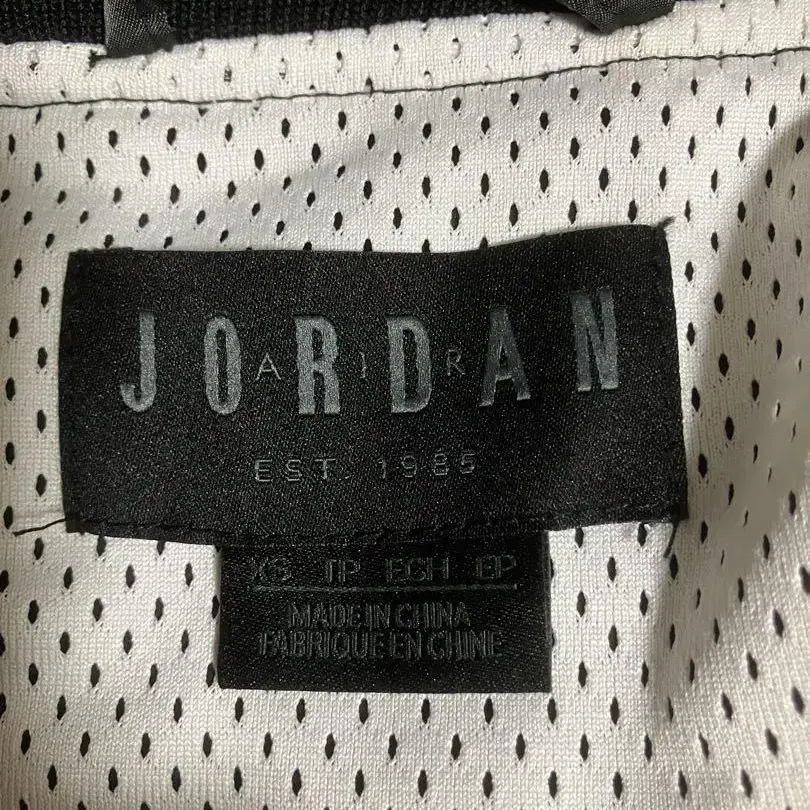 JORDAN
AIR
EST. 1985
XS TP ECH EP
MADE IN CHINA
FABRIQUE EN CHINE